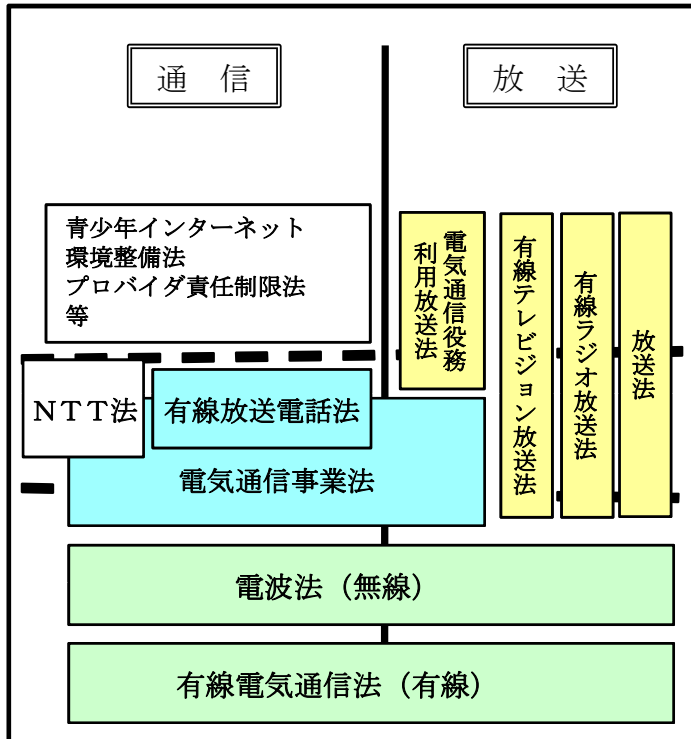 通　信
放　送
青少年インターネット
環境整備法
プロバイダ責任制限法
等
電気通信役務
利用放送法
有線テレビジョン放送法
有線ラジオ放送法
放送法
ＮＴＴ法
有線放送電話法
電気通信事業法
電波法（無線）
有線電気通信法（有線）